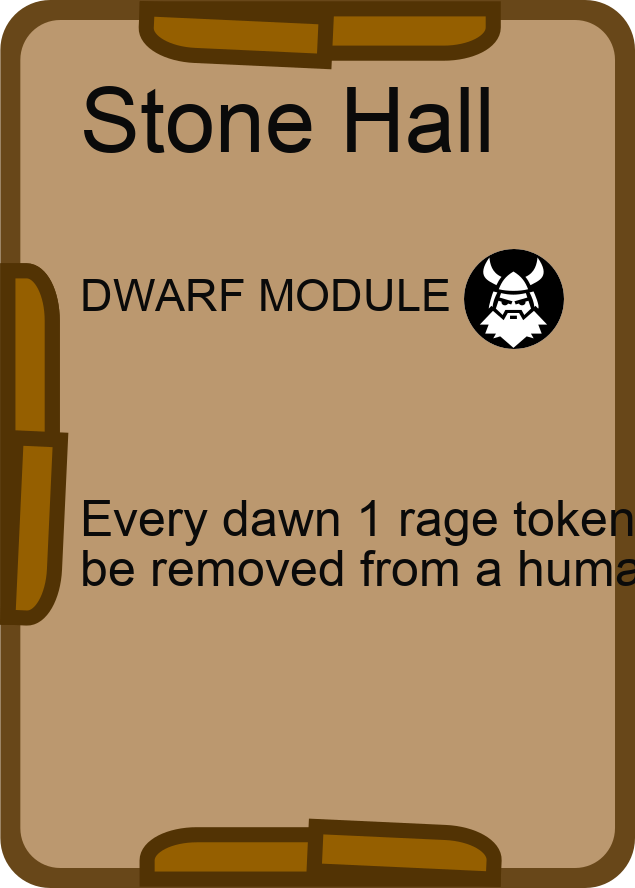 Stone Hall
DWARF MODULE
Every dawn 1 rage token
be removed from a huma